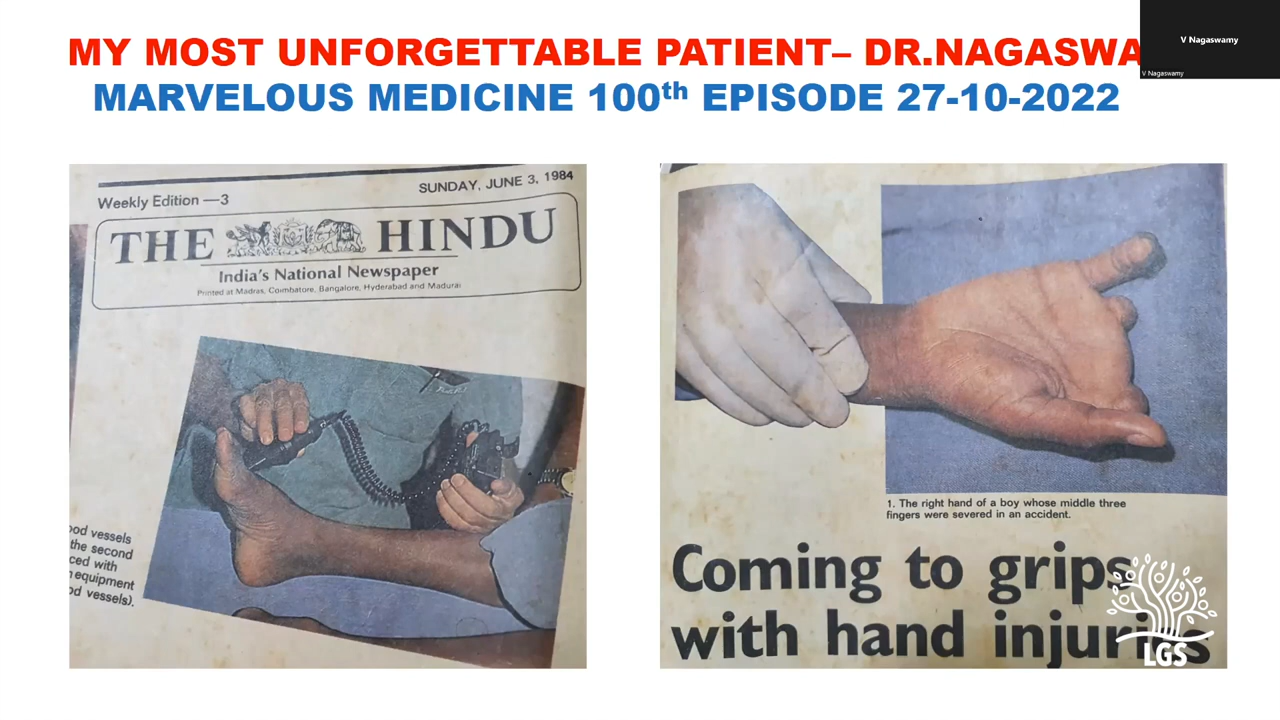 MY MOST UNFORGETTABLE PATIENT– DR.NAGASWA
V Nagaswamy
V Nagaswamy
MARVELOUS MEDICINE 100th EPISODE 27-10-2022
Weekly Edition —3
SUNDAY, JUNE 3, 1984
THE HINDU
India's National Newspaper
Printed at Madras, Coimbatore, Bangalore, Hyderabad and Madurai
ood vessels
the second
ced with
equipment
od vessels).
1. The right hand of a boy whose middle three
fingers were severed in an accident.
Coming to grips
with hand injuries
LGS